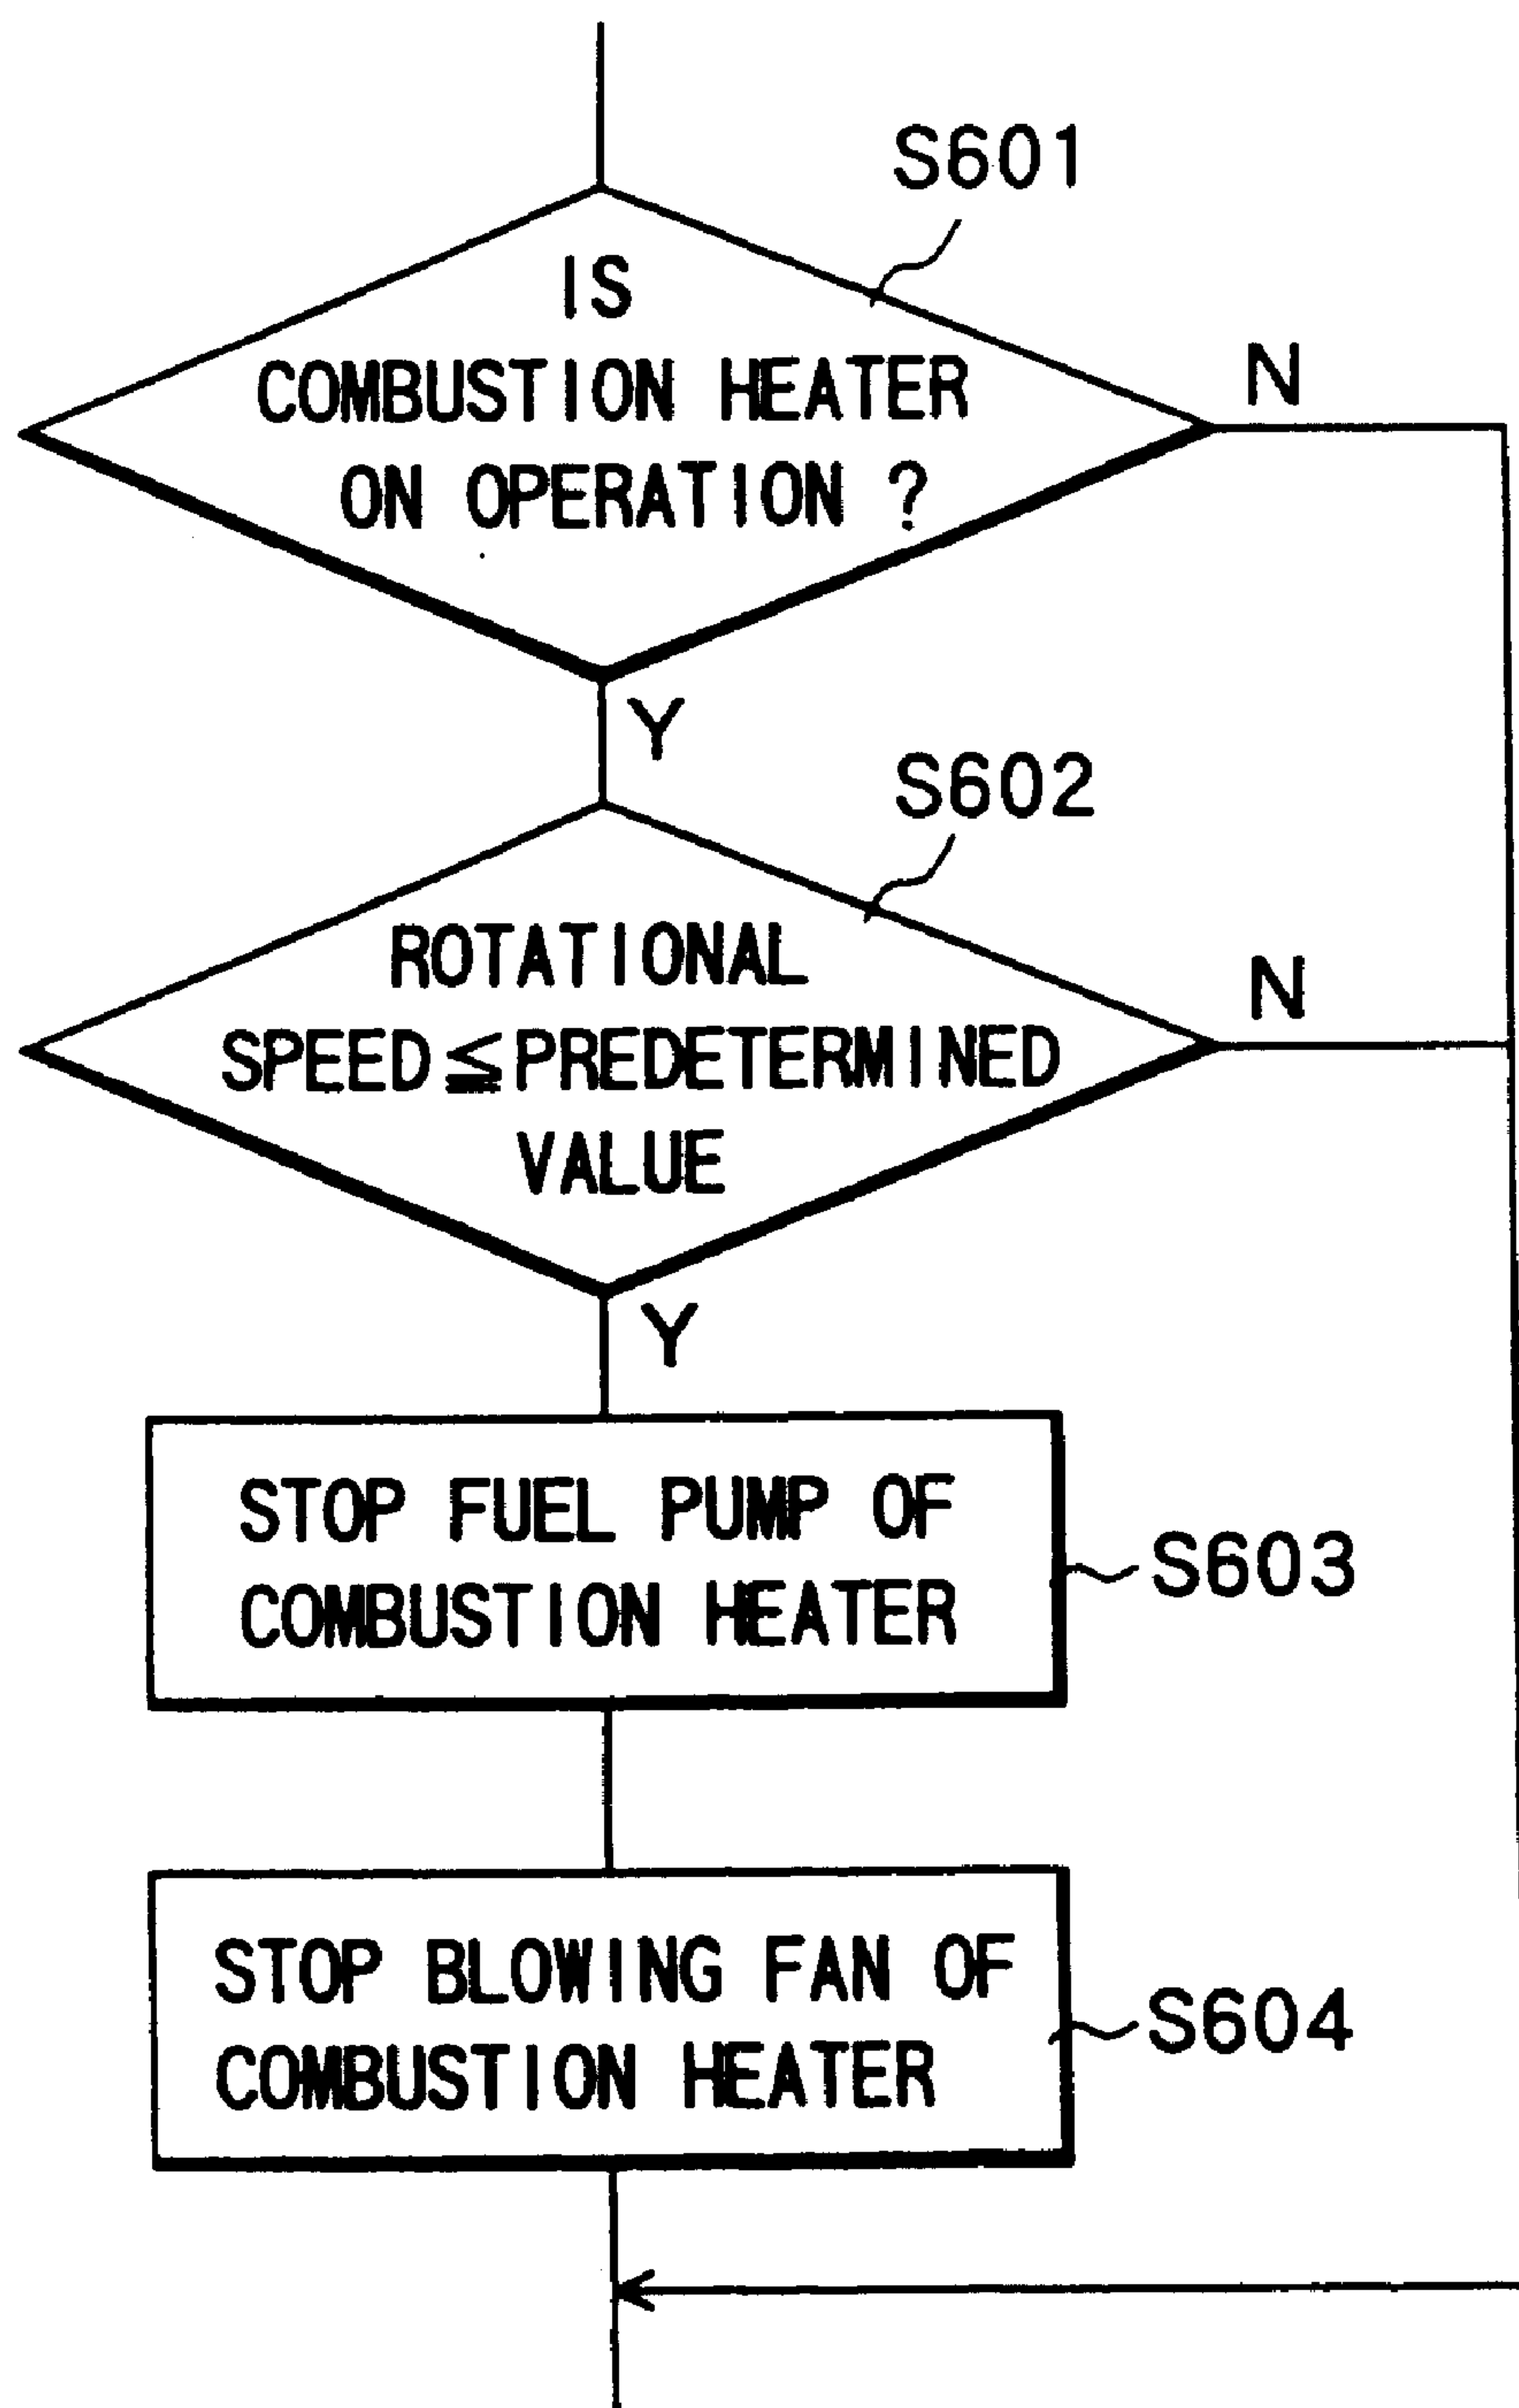 S601
IS
COMBUSTION HEATER
ON OPERATION ?
N
Y
S602
ROTATIONAL
SPEED≦PREDETERMINED
VALUE
N
Y
STOP FUEL PUMP OF
COMBUSTION HEATER
S603
STOP BLOWING FAN OF
COMBUSTION HEATER
S604